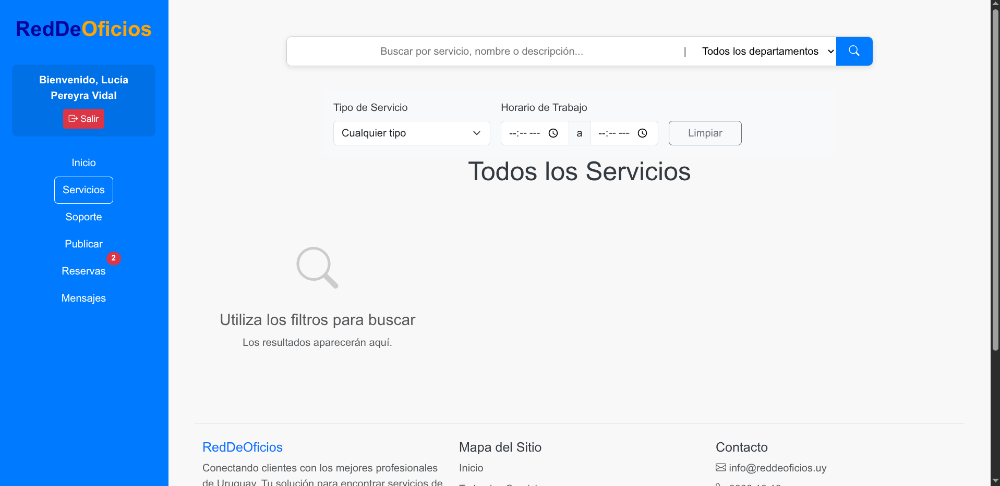 RedDeOficios
Bienvenido, Lucía
Pereyra Vidal
Salir
Inicio
Servicios
Soporte
Publicar
2
Reservas
Mensajes
Buscar por servicio, nombre o descripción...
|
Todos los departamentos
Tipo de Servicio
Cualquier tipo
Horario de Trabajo
--:-- ---
a
--:-- ---
Limpiar
Todos los Servicios
Utiliza los filtros para buscar
Los resultados aparecerán aquí.
RedDeOficios
Conectando clientes con los mejores profesionales
de Uruguay. Tu solución para encontrar servicios de
Mapa del Sitio
Inicio
Contacto
info@reddeoficios.uy